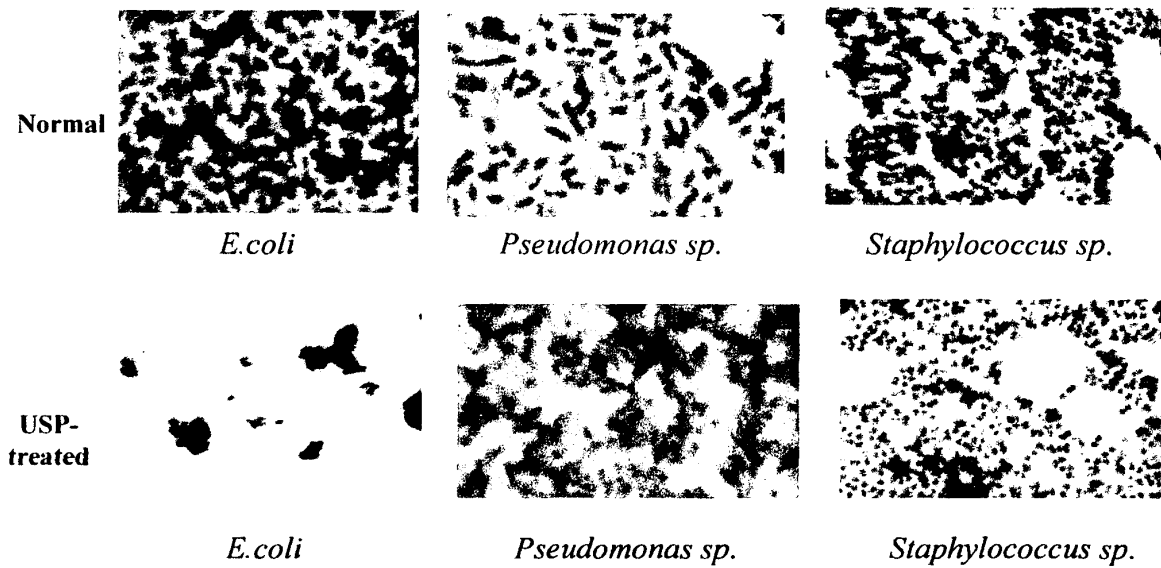 Normal
E.coli
Pseudomonas sp.
Staphylococcus sp.
USP-
treated
E.coli
Pseudomonas sp.
Staphylococcus sp.